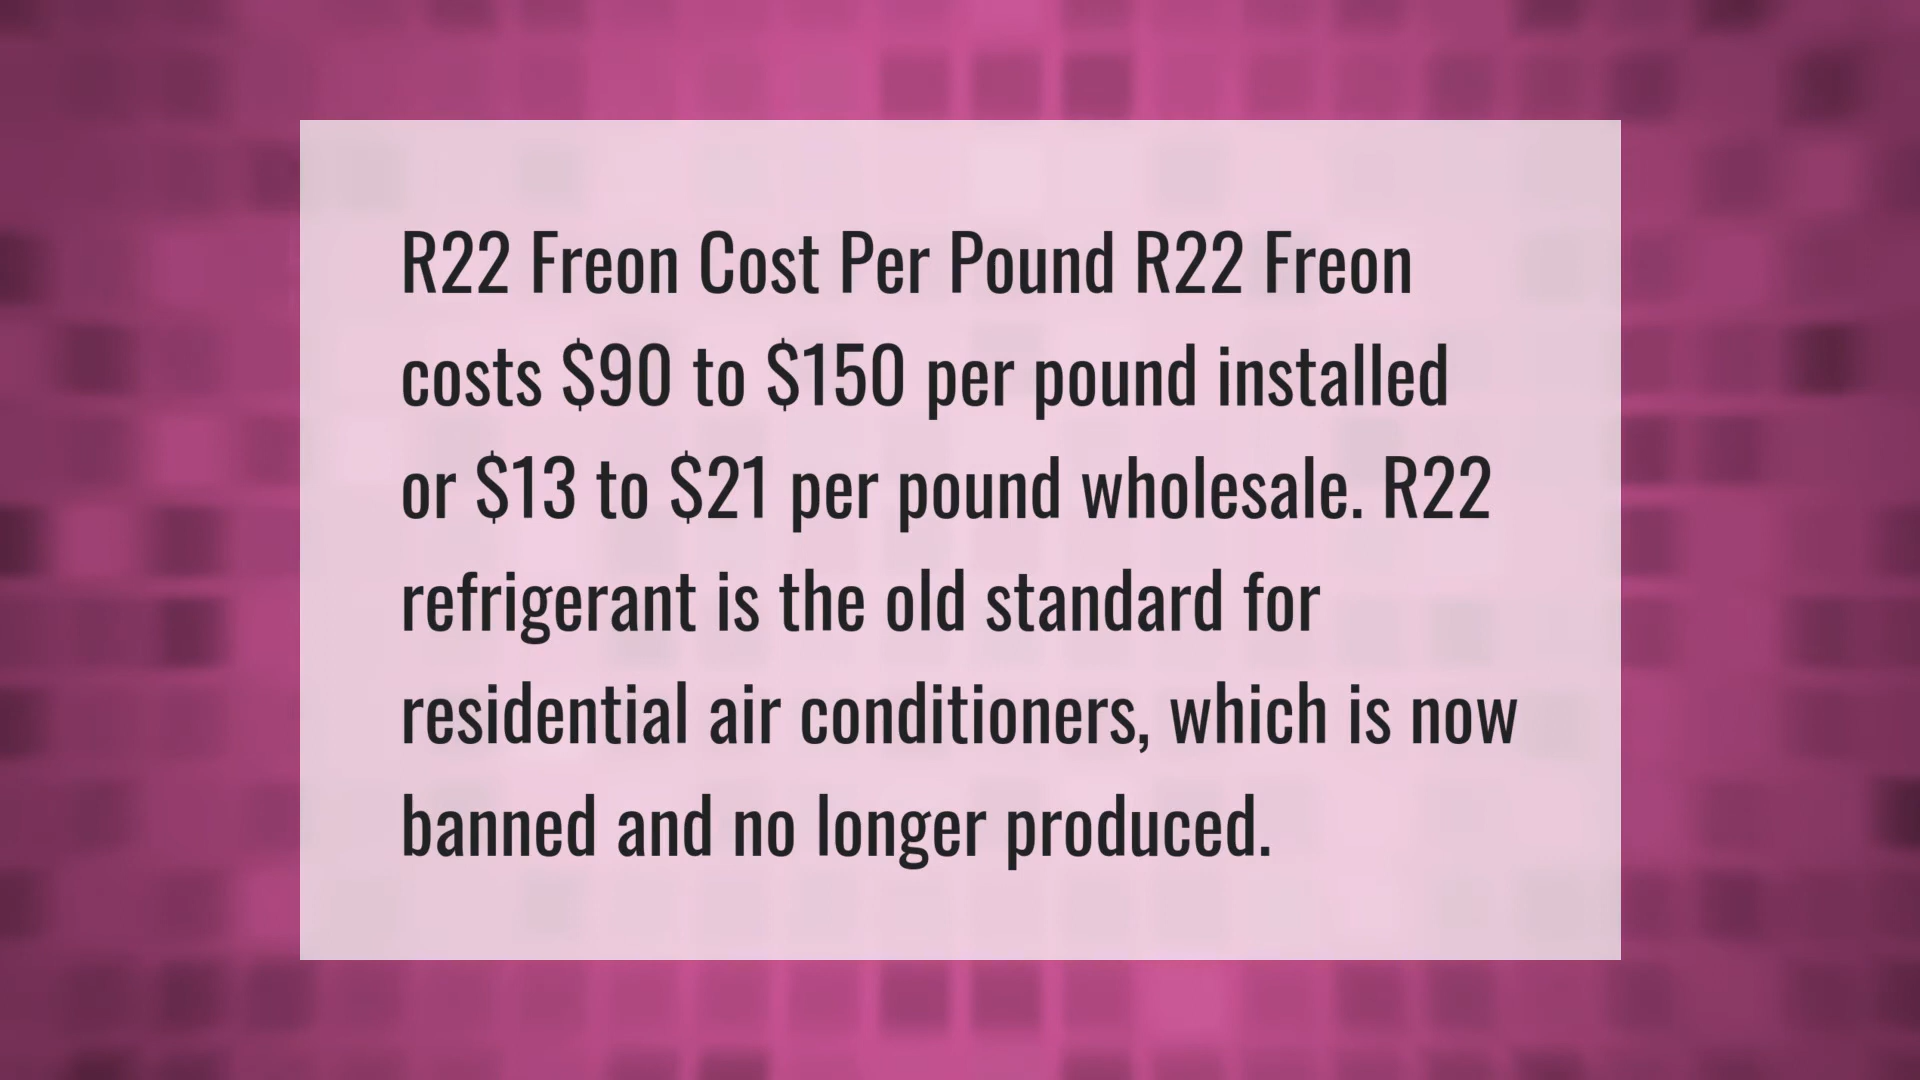 R22 Freon Cost Per Pound R22 Freon
costs $90 to $150 per pound installed
or $13 to $21 per pound wholesale. R22
refrigerant is the old standard for
residential air conditioners, which is now
banned and no longer produced.